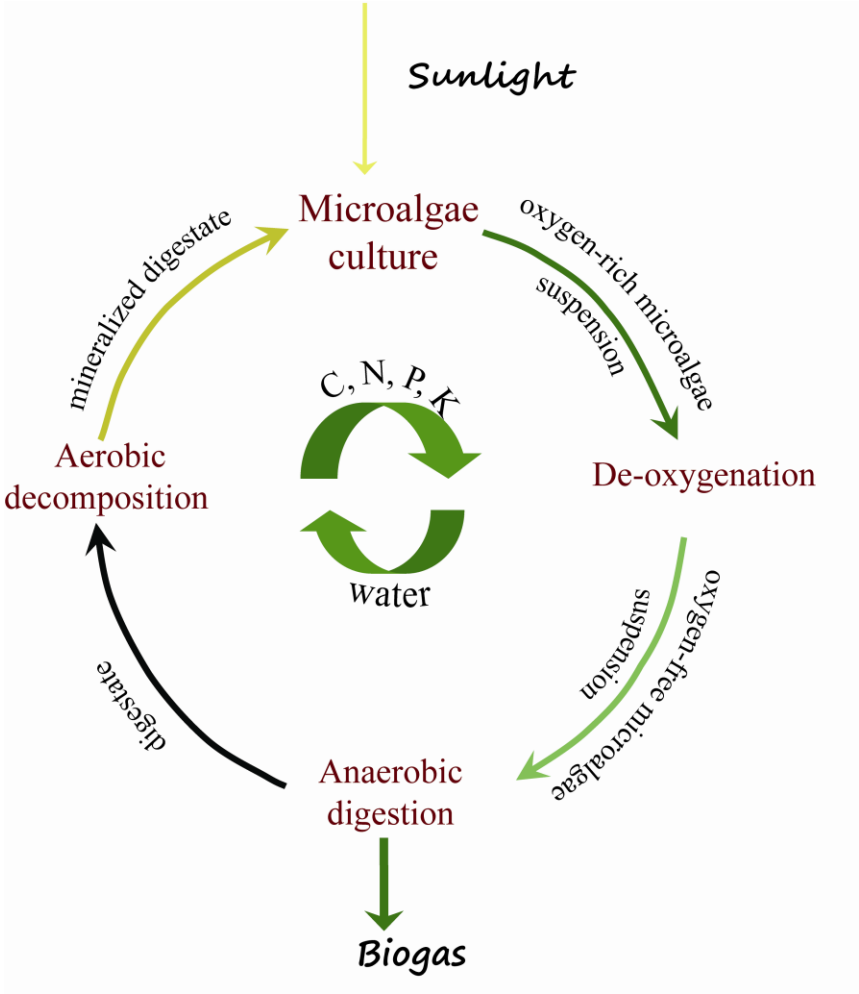 Sunlight
Microalgae
culture
oxygen-rich microalgae
suspension
mineralized digestate
C, N, P, K
Aerobic
decomposition
De-oxygenation
water
oxygen-free microalgae
suspension
digestate
Anaerobic
digestion
Biogas